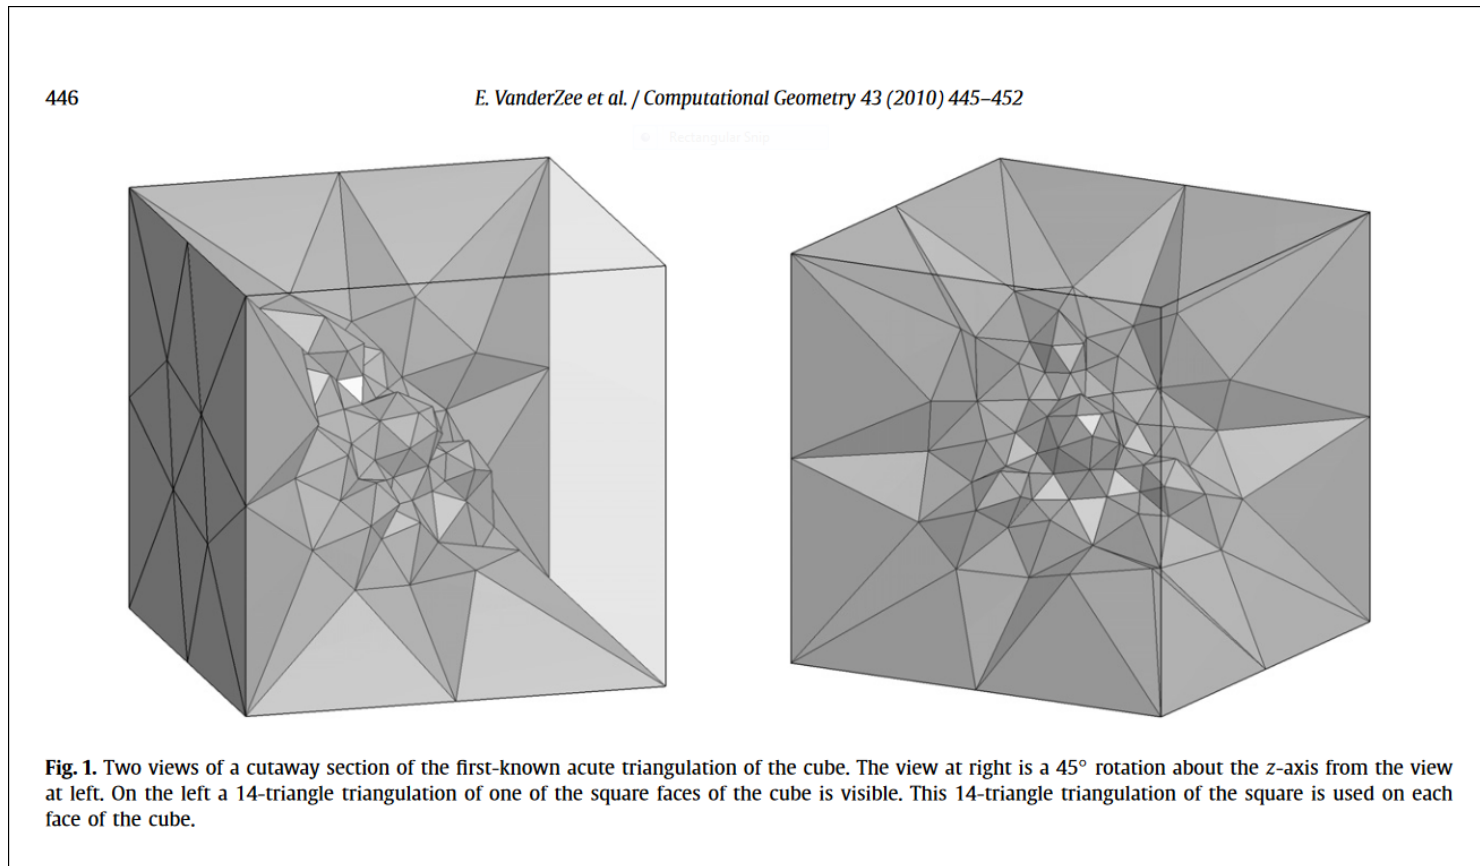 446
E. VanderZee et al. / Computational Geometry 43 (2010) 445–452
Rectangular Snip
Fig. 1. Two views of a cutaway section of the first-known acute triangulation of the cube. The view at right is a 45° rotation about the z-axis from the view
at left. On the left a 14-triangle triangulation of one of the square faces of the cube is visible. This 14-triangle triangulation of the square is used on each
face of the cube.